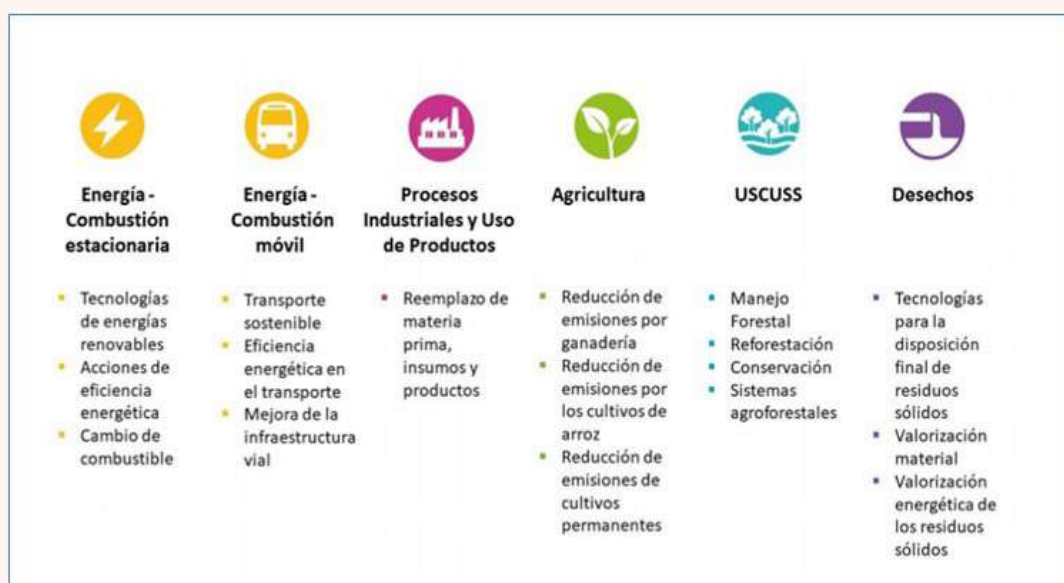 Energía -
Combustión
estacionaria
Tecnologías
de energías
renovables
Acciones de
eficiencia
energética
Cambio de
combustible
Energía -
Combustión
móvil
Transporte
sostenible
Eficiencia
energética en
el transporte
Mejora de la
infraestructura
vial
Procesos
Industriales y Uso
de Productos
Reemplazo de
materia
prima,
insumos y
productos
Agricultura
Reducción de
emisiones por
ganadería
Reducción de
emisiones por
los cultivos de
arroz
Reducción de
emisiones de
cultivos
permanentes
USCUSS
Manejo
Forestal
Reforestación
Conservación
Sistemas
agroforestales
Desechos
Tecnologías
para la
disposición
final de
residuos
sólidos
Valorización
material
Valorización
energética de
los residuos
sólidos